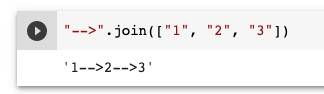 "-->".join(["1", "2", "3"])
'1-->2-->3'